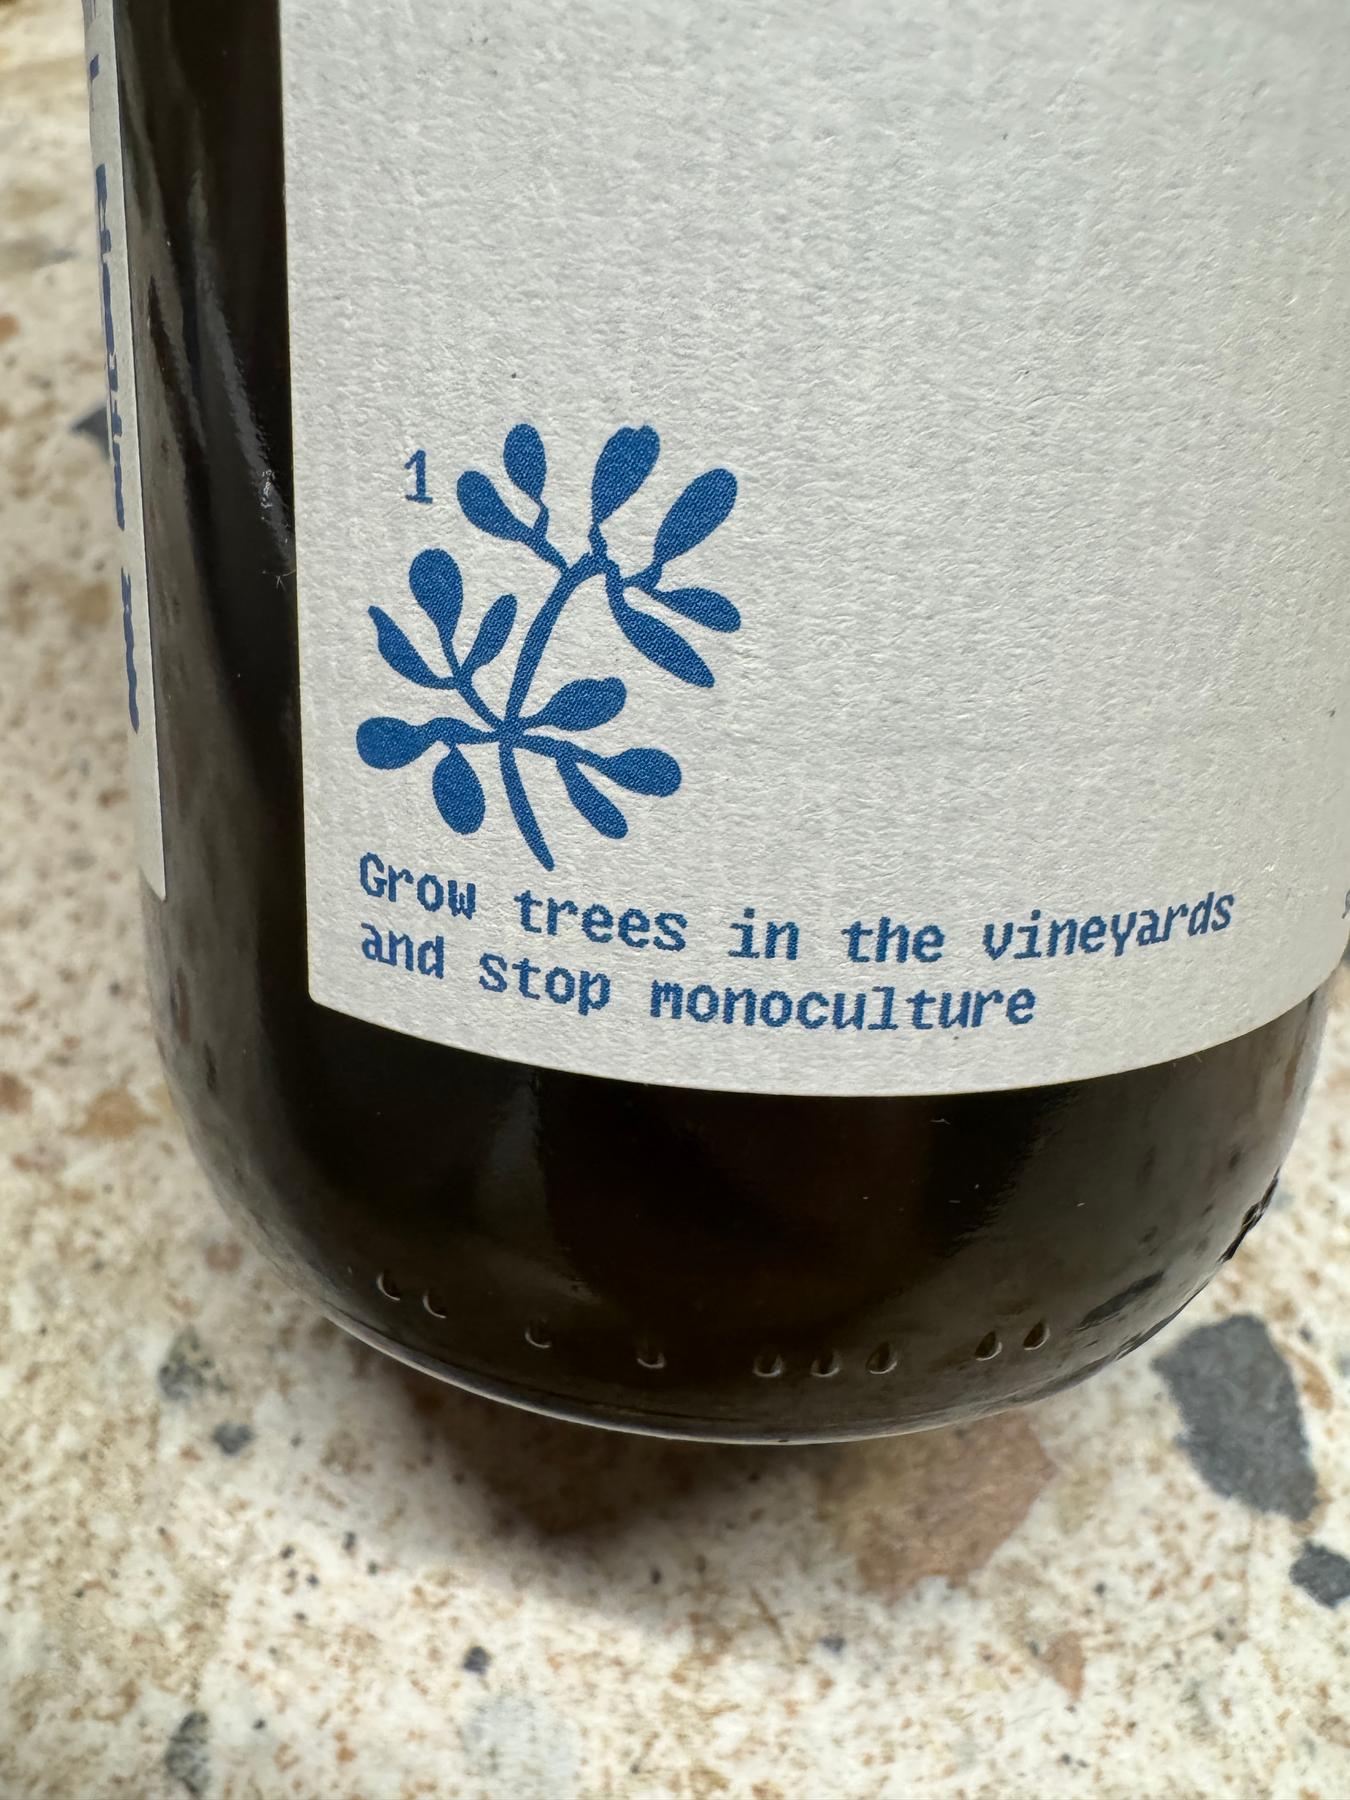 1
Grow trees in the vineyards
and stop monoculture